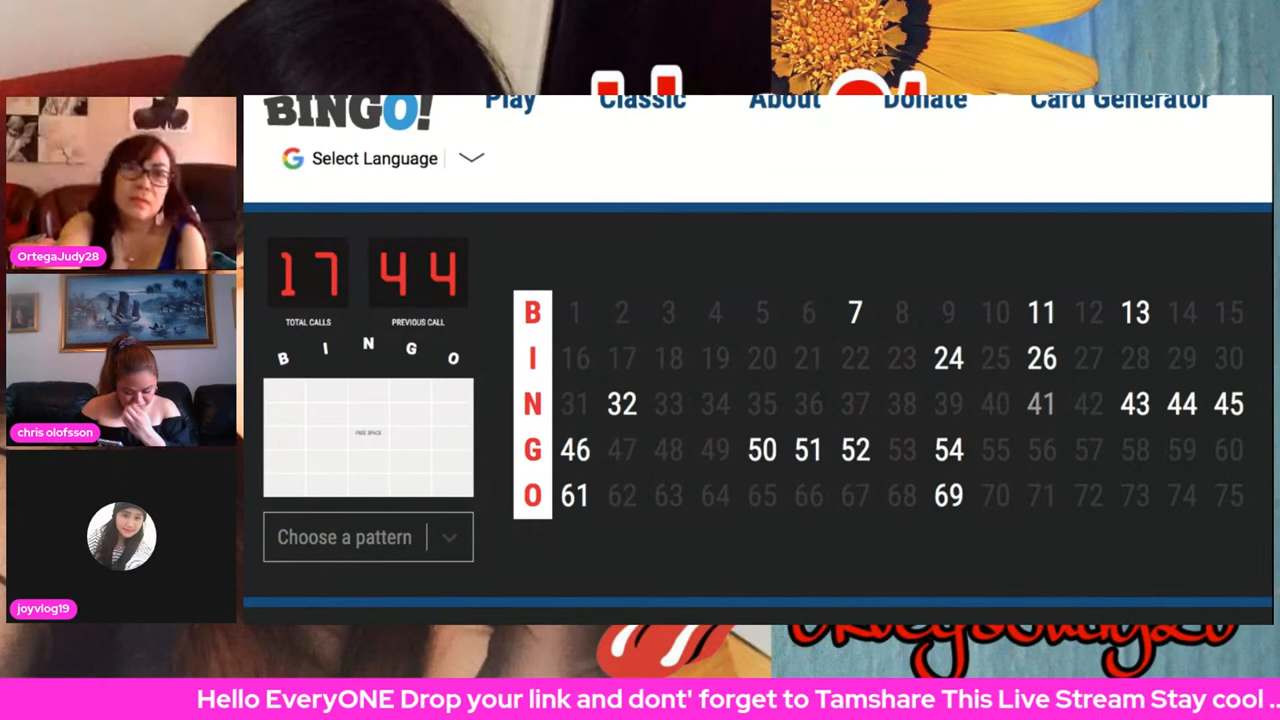 BINGO!
Play Classic About Donate Card Generator
Select Language
17 44
TOTAL CALLS PREVIOUS CALL
B I N G O
FREE SPACE
Choose a pattern
B 1 2 3 4 5 6 7 8 9 10 11 12 13 14 15
I 16 17 18 19 20 21 22 23 24 25 26 27 28 29 30
N 31 32 33 34 35 36 37 38 39 40 41 42 43 44 45
G 46 47 48 49 50 51 52 53 54 55 56 57 58 59 60
O 61 62 63 64 65 66 67 68 69 70 71 72 73 74 75
OrtegaJudy28
chris olofsson
joyvlog19
Hello EveryONE Drop your link and dont' forget to Tamshare This Live Stream Stay cool ..